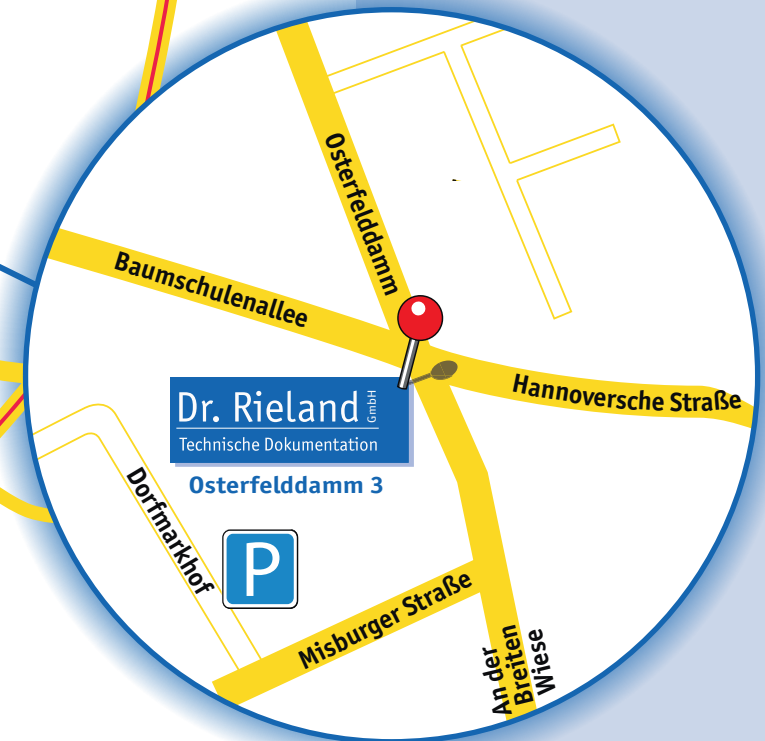 Osterfelddamm
Baumschulenallee
Hannoversche Straße
Dr. Rieland GmbH
Technische Dokumentation
Osterfelddamm 3
Dorfmarkhof
P
Misburger Straße
An der
Breiten
Wiese